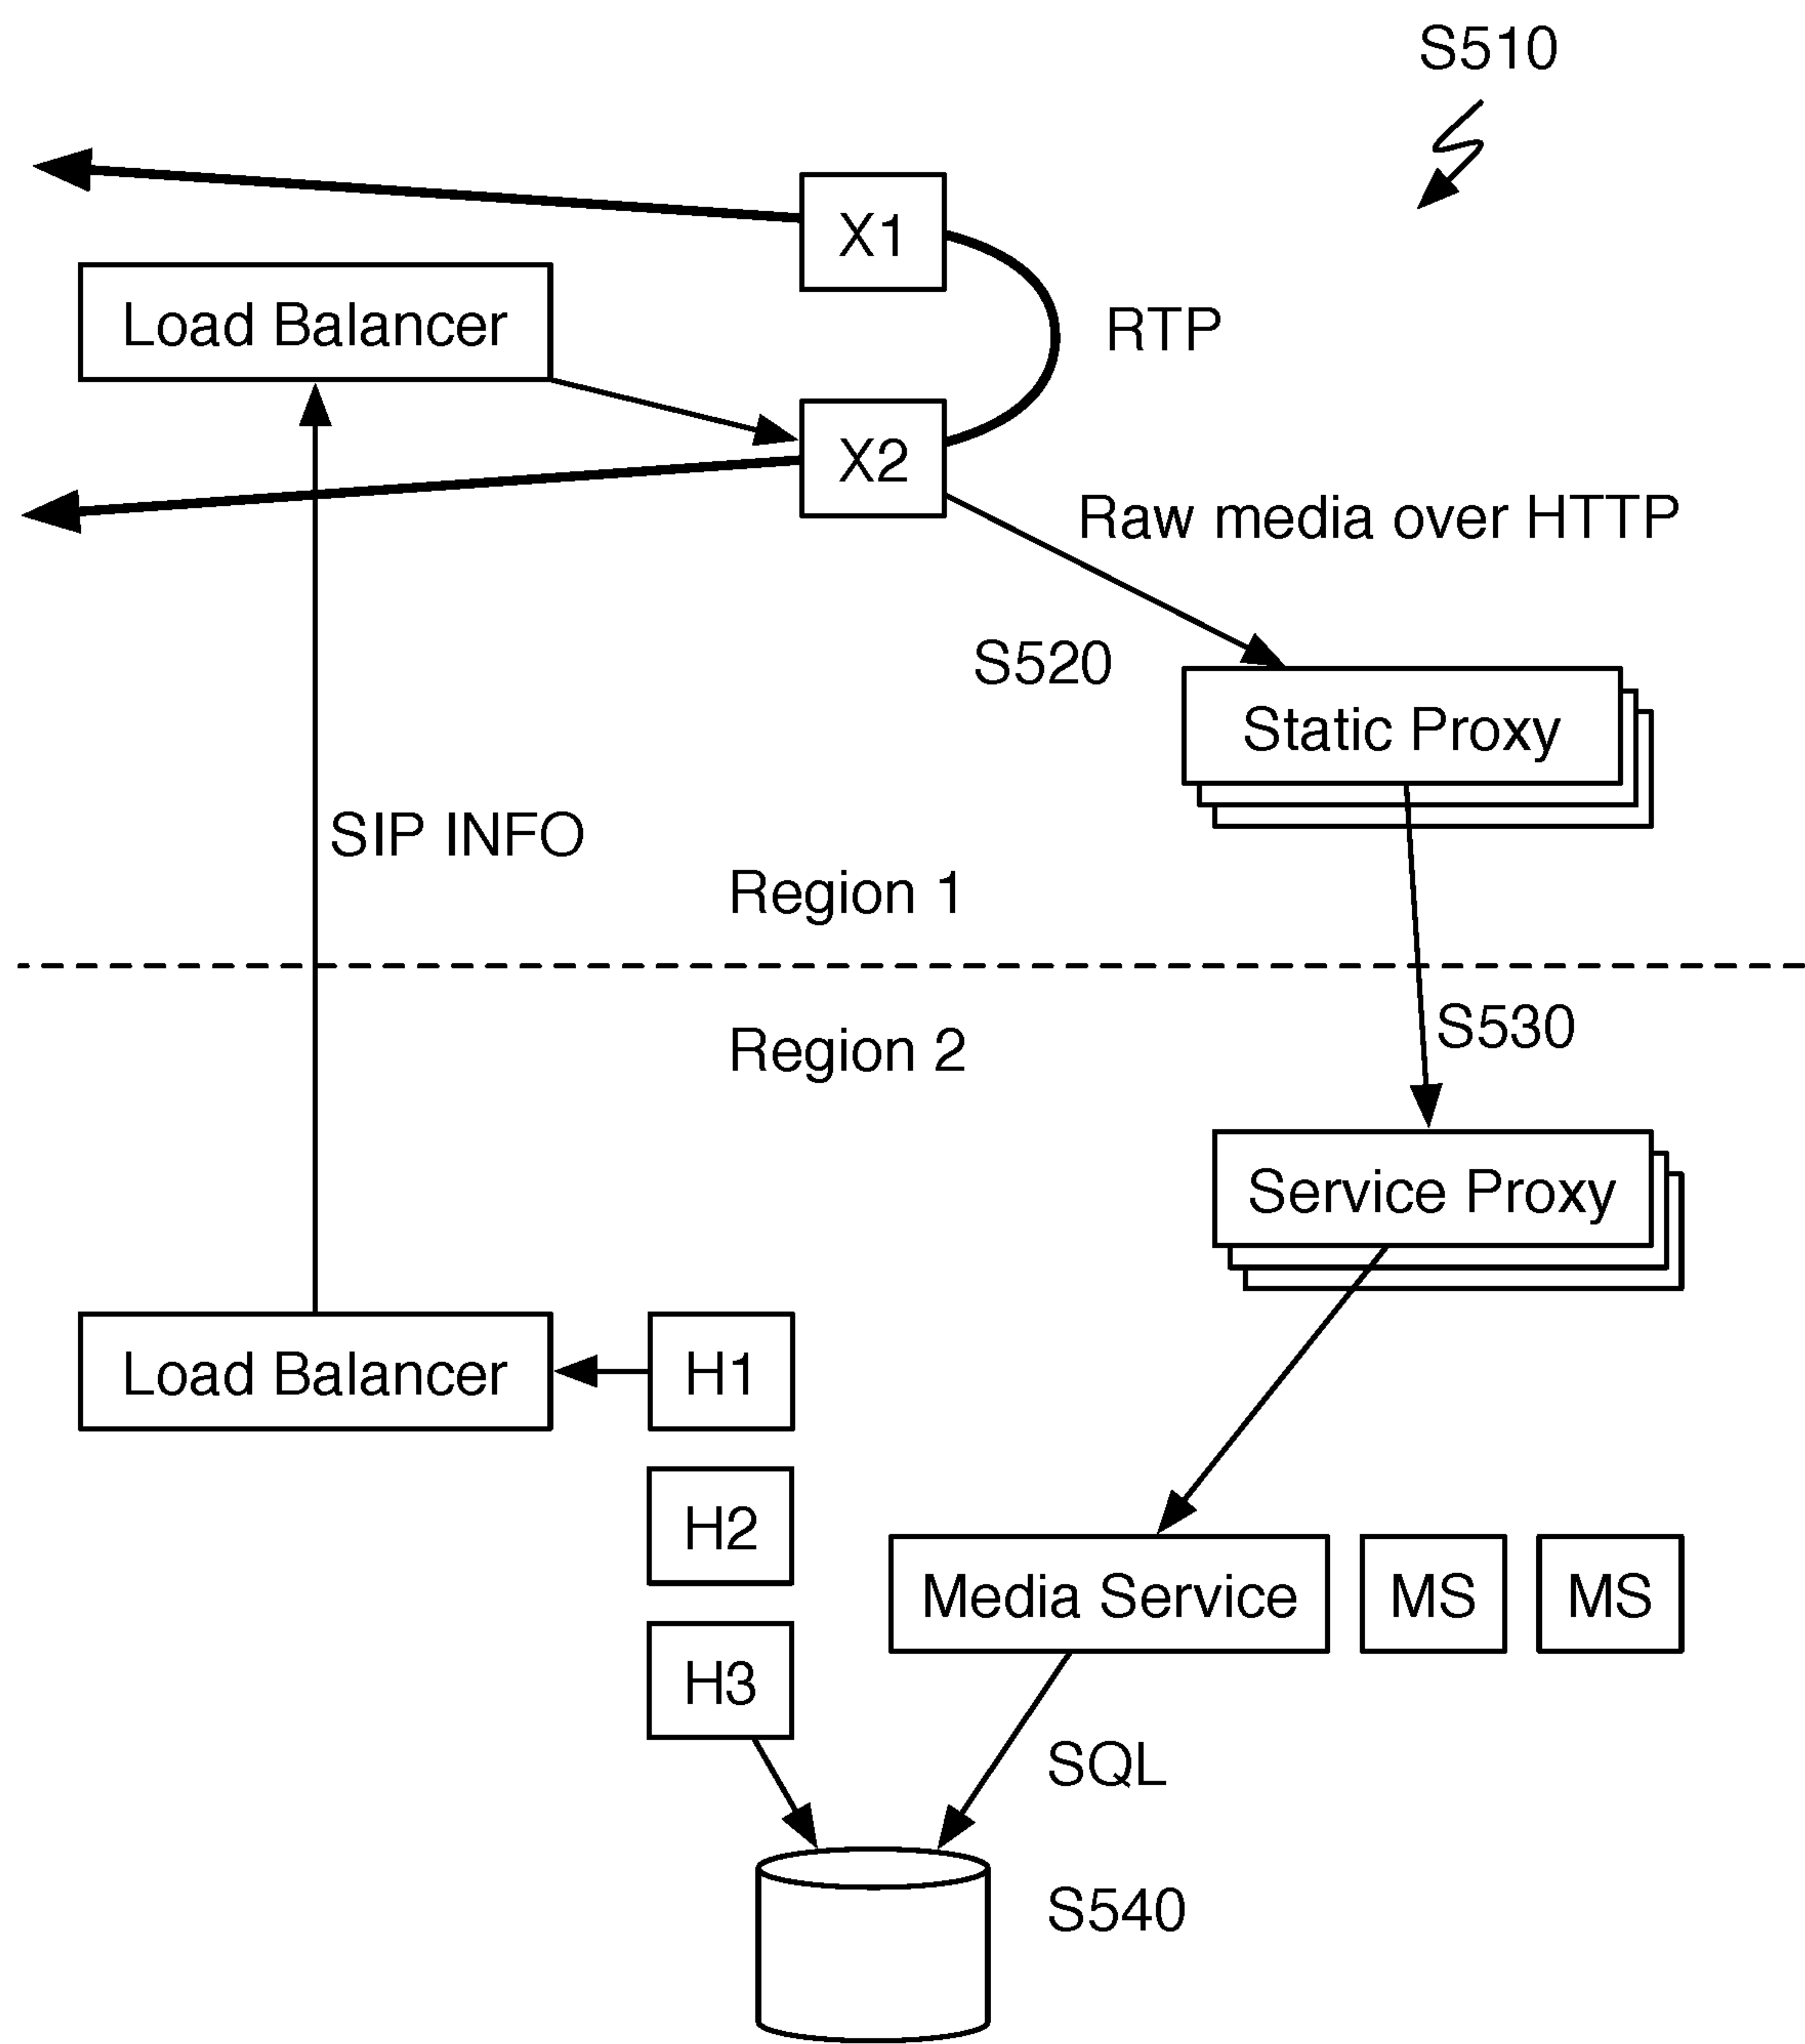 S510
X1
Load Balancer
RTP
X2
Raw media over HTTP
S520
Static Proxy
SIP INFO
Region 1
Region 2
S530
Service Proxy
Load Balancer
H1
H2
Media Service
MS
MS
H3
SQL
S540